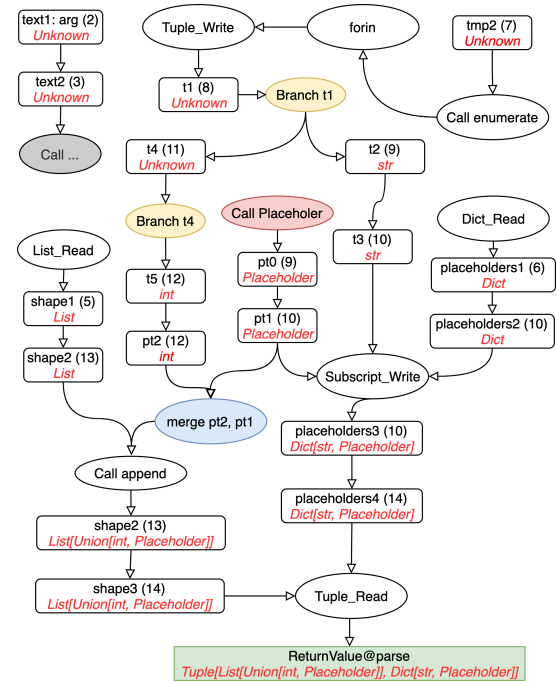 text1: arg (2)
Unknown
text2 (3)
Unknown
Call ...
Tuple_Write
forin
tmp2 (7)
Unknown
t1 (8)
Unknown
Branch t1
Call enumerate
t4 (11)
Unknown
t2 (9)
str
Branch t4
Call Placeholer
Dict_Read
List_Read
t3 (10)
str
pt0 (9)
Placeholder
placeholders1 (6)
Dict
t5 (12)
int
shape1 (5)
List
pt1 (10)
Placeholder
placeholders2 (10)
Dict
pt2 (12)
int
shape2 (13)
List
Subscript_Write
merge pt2, pt1
placeholders3 (10)
Dict[str, Placeholder]
Call append
placeholders4 (14)
Dict[str, Placeholder]
shape2 (13)
List[Union[int, Placeholder]]
shape3 (14)
List[Union[int, Placeholder]]
Tuple_Read
ReturnValue@parse
Tuple[List[Union[int, Placeholder]], Dict[str, Placeholder]]